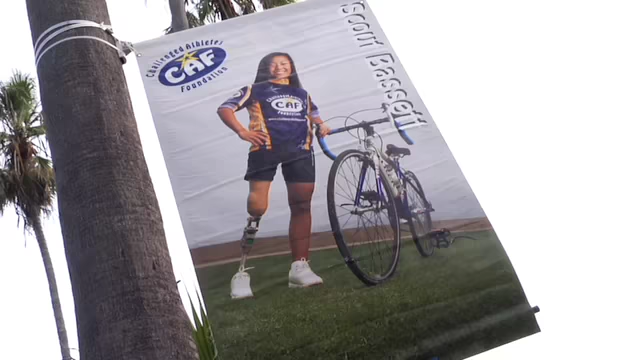 Challenged Athletes
CAF
Foundation
Scout Bassett
CAF